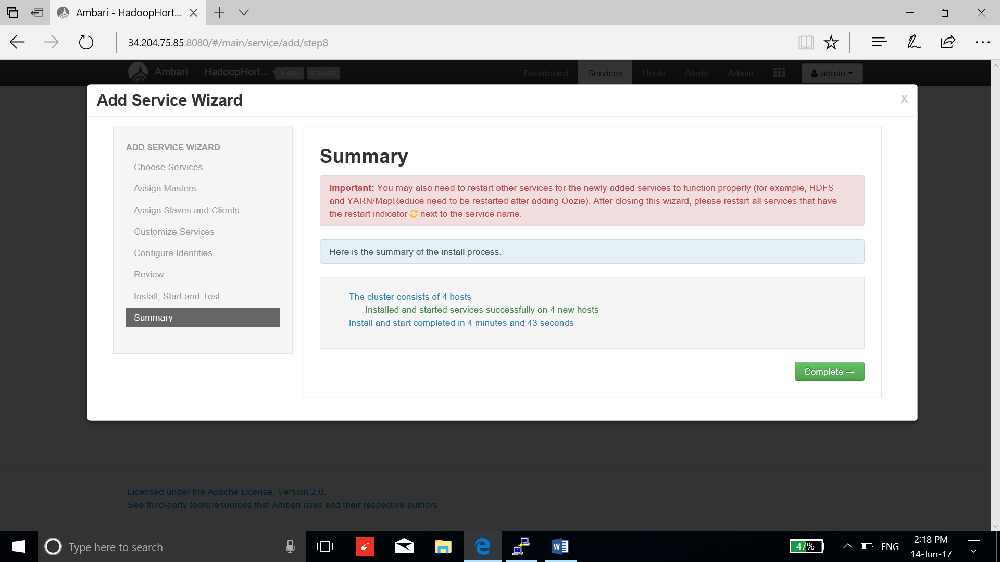 Ambari - HadoopHort...
34.204.75.85:8080/#/main/service/add/step8
Ambari HadoopHort... 0 ops 0 alerts Dashboard Services Hosts Alerts Admin admin
Add Service Wizard
X
ADD SERVICE WIZARD
Choose Services
Assign Masters
Assign Slaves and Clients
Customize Services
Configure Identities
Review
Install, Start and Test
Summary
Summary
Important: You may also need to restart other services for the newly added services to function properly (for example, HDFS
and YARN/MapReduce need to be restarted after adding Oozie). After closing this wizard, please restart all services that have
the restart indicator next to the service name.
Here is the summary of the install process.
The cluster consists of 4 hosts
Installed and started services successfully on 4 new hosts
Install and start completed in 4 minutes and 43 seconds
Complete →
Licensed under the Apache License, Version 2.0.
See third-party tools/resources that Ambari uses and their respective authors
Type here to search
47%
ENG
2:18 PM
14-Jun-17